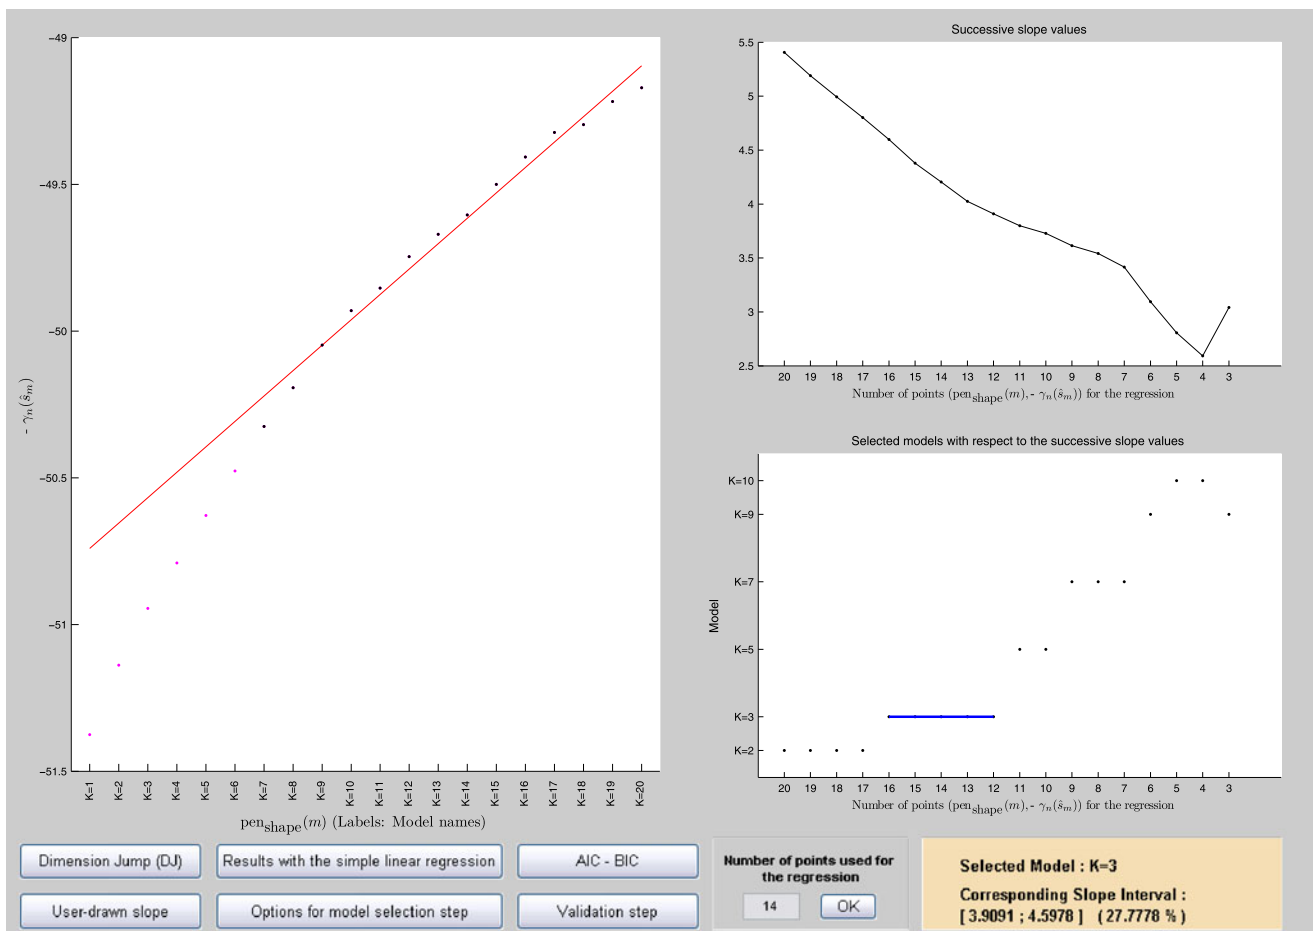 −49
−49.5
−50
−50.5
−51
−51.5
- γₙ(ŝₘ)
K=1
K=2
K=3
K=4
K=5
K=6
K=7
K=8
K=9
K=10
K=11
K=12
K=13
K=14
K=15
K=16
K=17
K=18
K=19
K=20
pen_shape(m) (Labels: Model names)
Successive slope values
5.5
5
4.5
4
3.5
3
2.5
20 19 18 17 16 15 14 13 12 11 10 9 8 7 6 5 4 3
Number of points (pen_shape(m), - γₙ(ŝₘ)) for the regression
Selected models with respect to the successive slope values
K=10
K=9
K=7
K=5
K=3
K=2
Model
20 19 18 17 16 15 14 13 12 11 10 9 8 7 6 5 4 3
Number of points (pen_shape(m), - γₙ(ŝₘ)) for the regression
Dimension Jump (DJ)
Results with the simple linear regression
AIC - BIC
User-drawn slope
Options for model selection step
Validation step
Number of points used for
the regression
14
OK
Selected Model : K=3
Corresponding Slope Interval :
[ 3.9091 ; 4.5978 ] ( 27.7778 % )